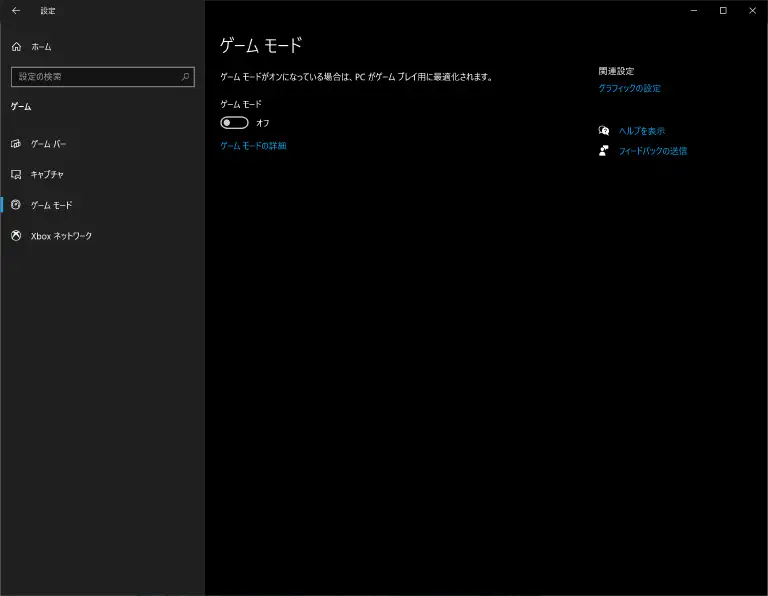 設定
ホーム
設定の検索
ゲーム
ゲーム バー
キャプチャ
ゲーム モード
Xbox ネットワーク
ゲーム モード
ゲーム モードがオンになっている場合は、PC がゲーム プレイ用に最適化されます。
ゲーム モード
オフ
ゲーム モードの詳細
関連設定
グラフィックの設定
ヘルプを表示
フィードバックの送信